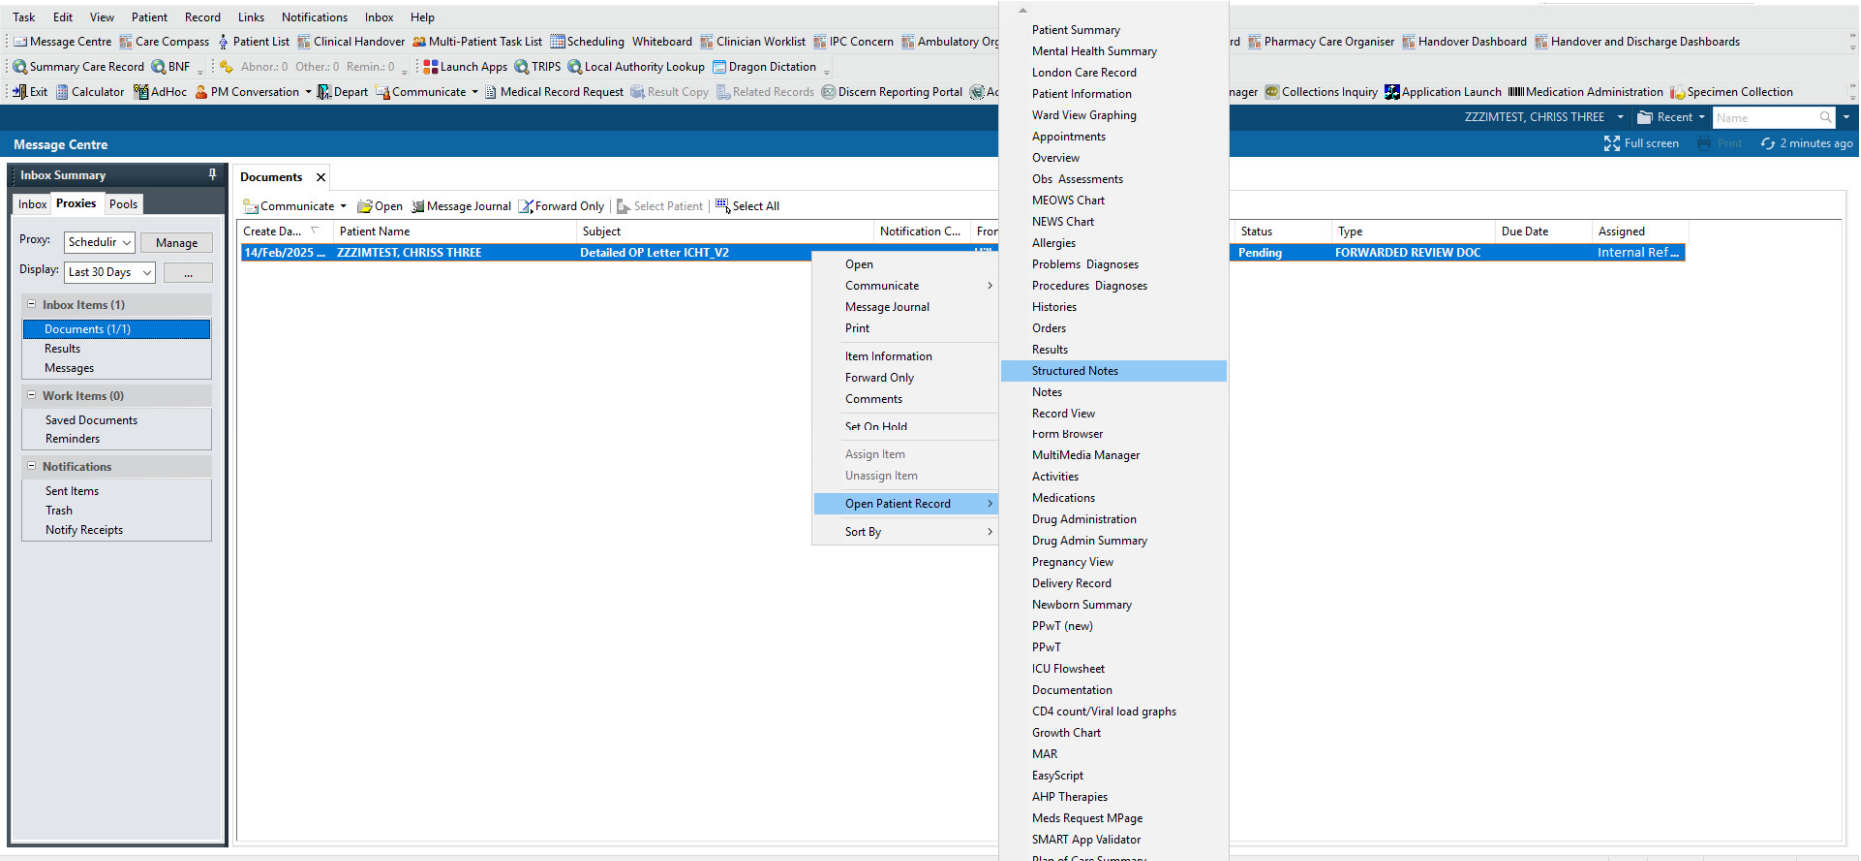 Task Edit View Patient Record Links Notifications Inbox Help
Message Centre Care Compass Patient List Clinical Handover Multi-Patient Task List Scheduling Whiteboard Clinician Worklist IPC Concern Ambulatory Org
rd Pharmacy Care Organiser Handover Dashboard Handover and Discharge Dashboards
Summary Care Record BNF Abnor.: 0 Other.: 0 Remin.: 0 Launch Apps TRIPS Local Authority Lookup Dragon Dictation
Exit Calculator AdHoc PM Conversation Depart Communicate Medical Record Request Result Copy Related Records Discern Reporting Portal
nager Collections Inquiry Application Launch Medication Administration Specimen Collection
ZZZIMTEST, CHRISS THREE Recent Name
Message Centre
Full screen Print 2 minutes ago
Inbox Summary
Inbox Proxies Pools
Proxy: Schedulir Manage
Display: Last 30 Days ...
Inbox Items (1)
Documents (1/1)
Results
Messages
Work Items (0)
Saved Documents
Reminders
Notifications
Sent Items
Trash
Notify Receipts
Documents
Communicate Open Message Journal Forward Only Select Patient Select All
Create Da... Patient Name Subject Notification C... Fror Status Type Due Date Assigned
14/Feb/2025 ... ZZZIMTEST, CHRISS THREE Detailed OP Letter ICHT_V2 Pending FORWARDED REVIEW DOC Internal Ref ...
Open
Communicate
Message Journal
Print
Item Information
Forward Only
Comments
Set On Hold
Assign Item
Unassign Item
Open Patient Record
Sort By
Patient Summary
Mental Health Summary
London Care Record
Patient Information
Ward View Graphing
Appointments
Overview
Obs Assessments
MEOWS Chart
NEWS Chart
Allergies
Problems Diagnoses
Procedures Diagnoses
Histories
Orders
Results
Structured Notes
Notes
Record View
Form Browser
MultiMedia Manager
Activities
Medications
Drug Administration
Drug Admin Summary
Pregnancy View
Delivery Record
Newborn Summary
PPwT (new)
PPwT
ICU Flowsheet
Documentation
CD4 count/Viral load graphs
Growth Chart
MAR
EasyScript
AHP Therapies
Meds Request MPage
SMART App Validator
Plan of Care Summary